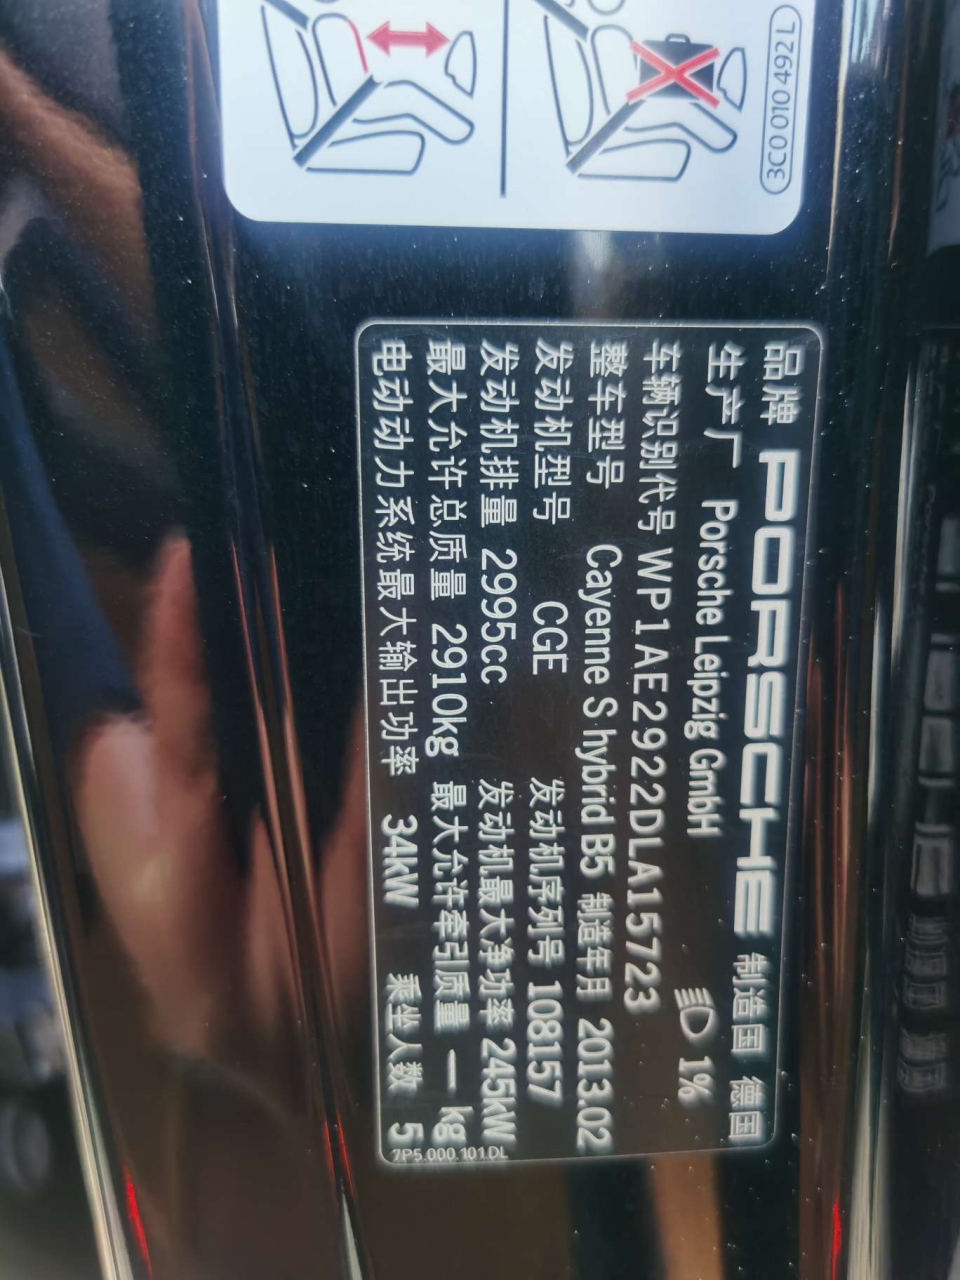 3C0 010 492 L
品牌 PORSCHE 制造国 德国
生产厂 Porsche Leipzig GmbH 1%
车辆识别代号 WP1AE2922DLA15723
整车型号 Cayenne S hybrid B5 制造年月 2013.02
发动机型号 CGE 发动机序列号 108157
发动机排量 2995cc 发动机最大净功率 245kW
最大允许总质量 2910kg 最大允许牵引质量 — kg
电动动力系统最大输出功率 34kW 乘坐人数 5
7P5.000.101.DL